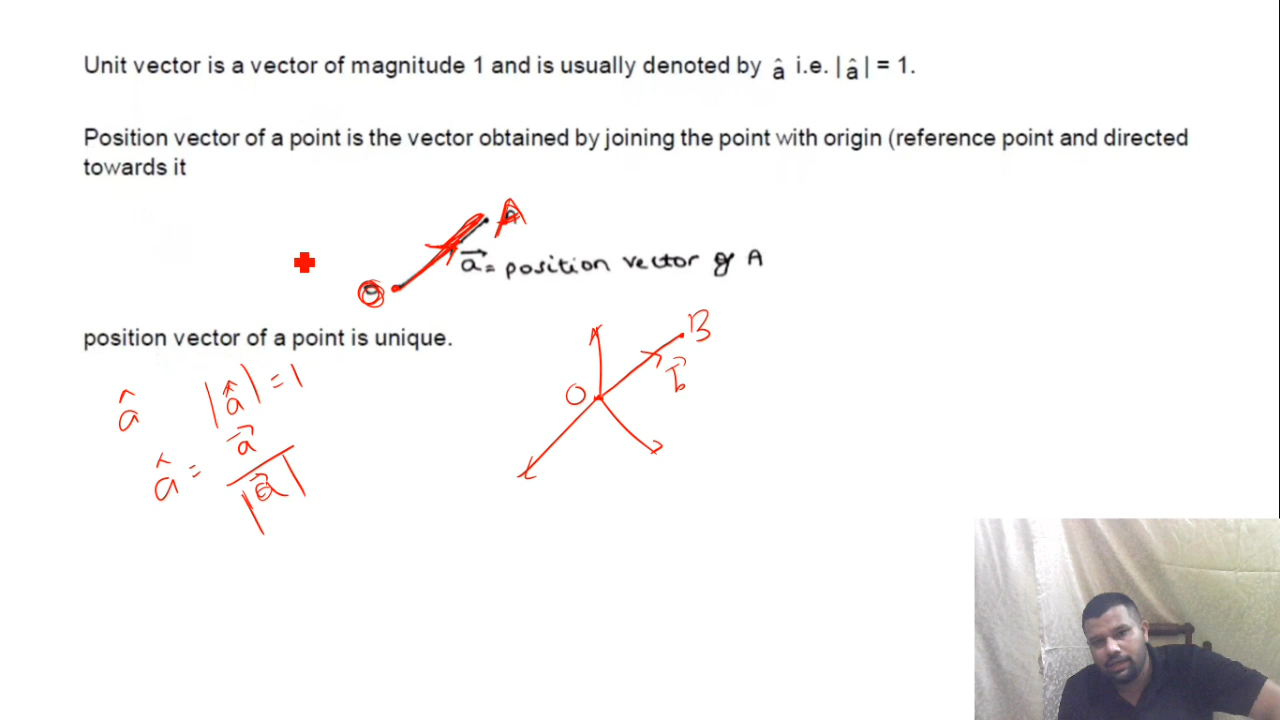 Unit vector is a vector of magnitude 1 and is usually denoted by â i.e. |â| = 1.
Position vector of a point is the vector obtained by joining the point with origin (reference point and directed
towards it
A
a⃗ = position vector of A
O
position vector of a point is unique.
B
b⃗
O
â |â| = 1
â = a⃗ / |a⃗|